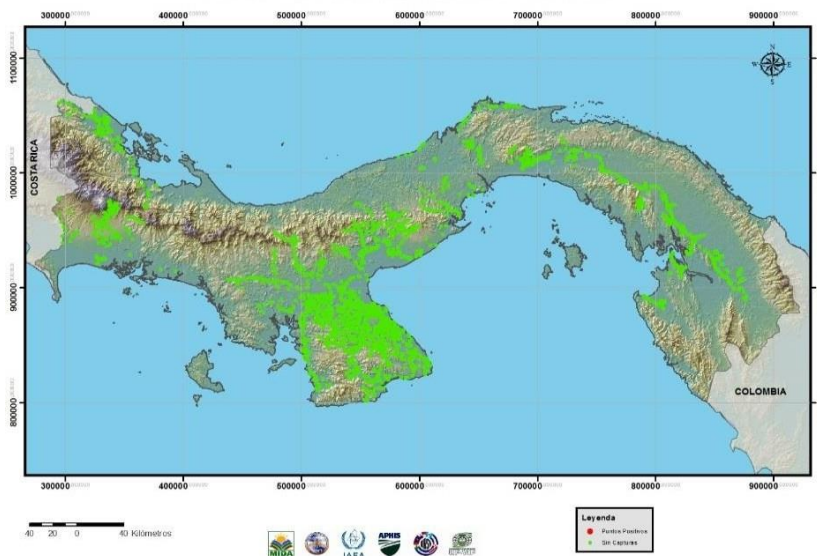 300000 400000 500000 600000 700000 800000 900000
1100000
1000000
900000
800000
N
W E
S
COSTA RICA
COLOMBIA
300000 400000 500000 600000 700000 800000 900000
40 20 0 40 Kilómetros
MIDA
IAEA
APHIS
Leyenda
Puntos Positivos
Sin Capturas